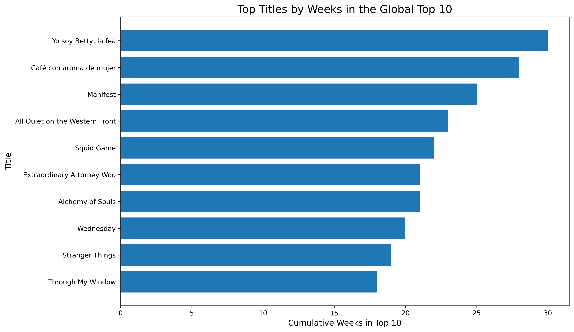 Top Titles by Weeks in the Global Top 10
Yo soy Betty, la fea
Café con aroma de mujer
Manifest
All Quiet on the Western Front
Squid Game
Extraordinary Attorney Woo
Alchemy of Souls
Wednesday
Stranger Things
Through My Window
Title
0 5 10 15 20 25 30
Cumulative Weeks in Top 10